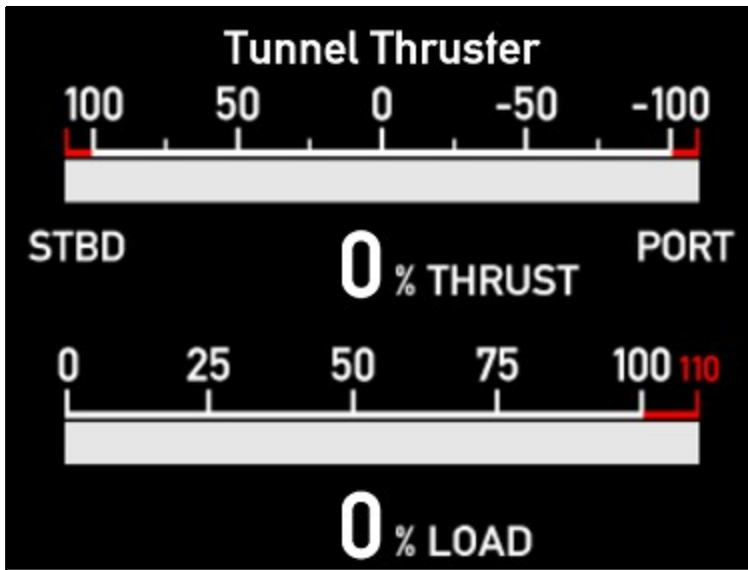 Tunnel Thruster
100 50 0 -50 -100
STBD PORT
0 % THRUST
0 25 50 75 100 110
0 % LOAD